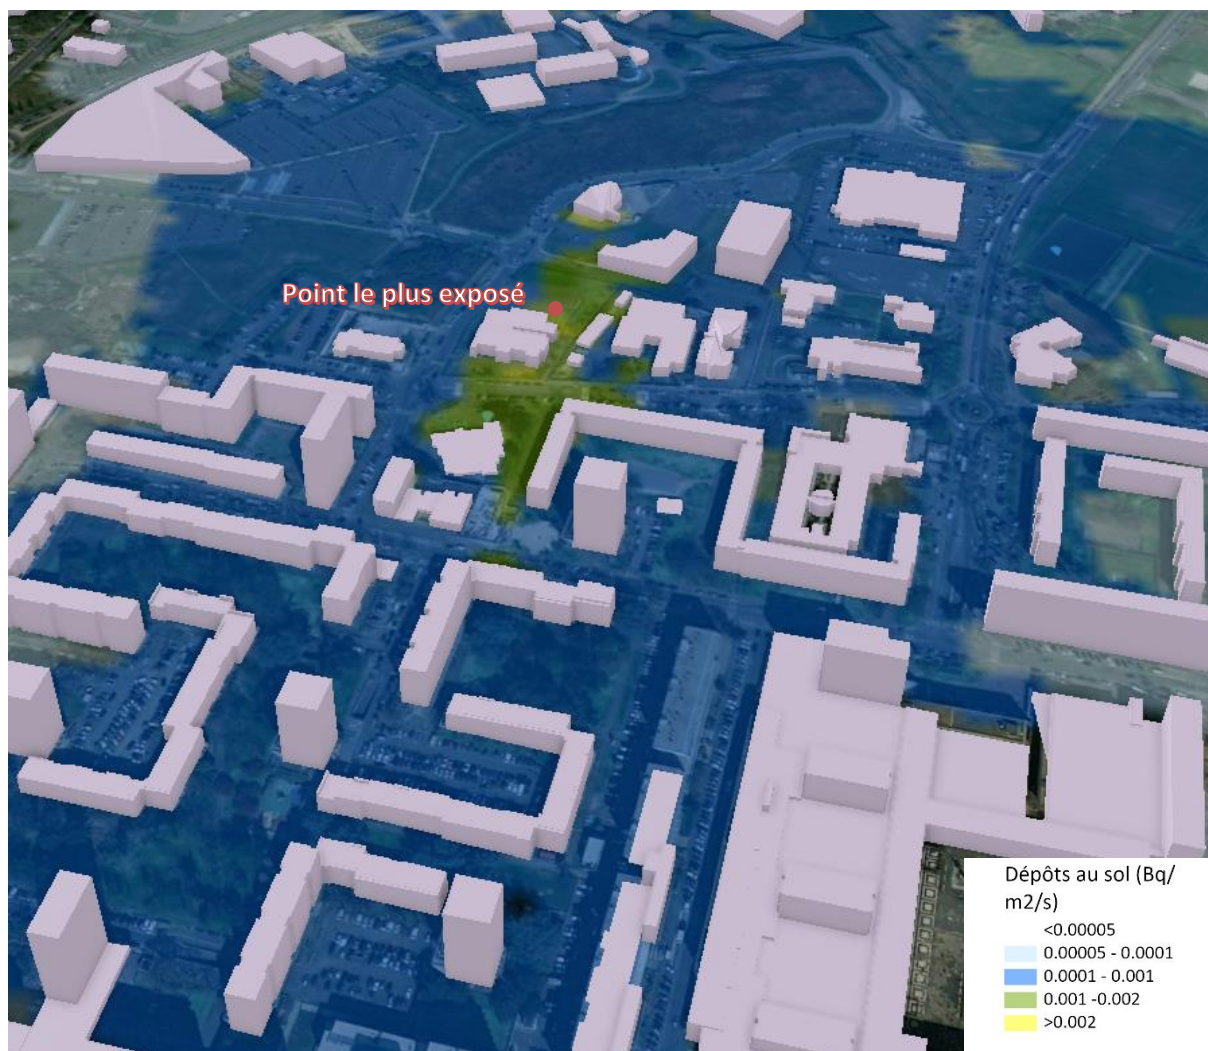 Point le plus exposé
Dépôts au sol (Bq/
m2/s)
<0.00005
0.00005 - 0.0001
0.0001 - 0.001
0.001 -0.002
>0.002